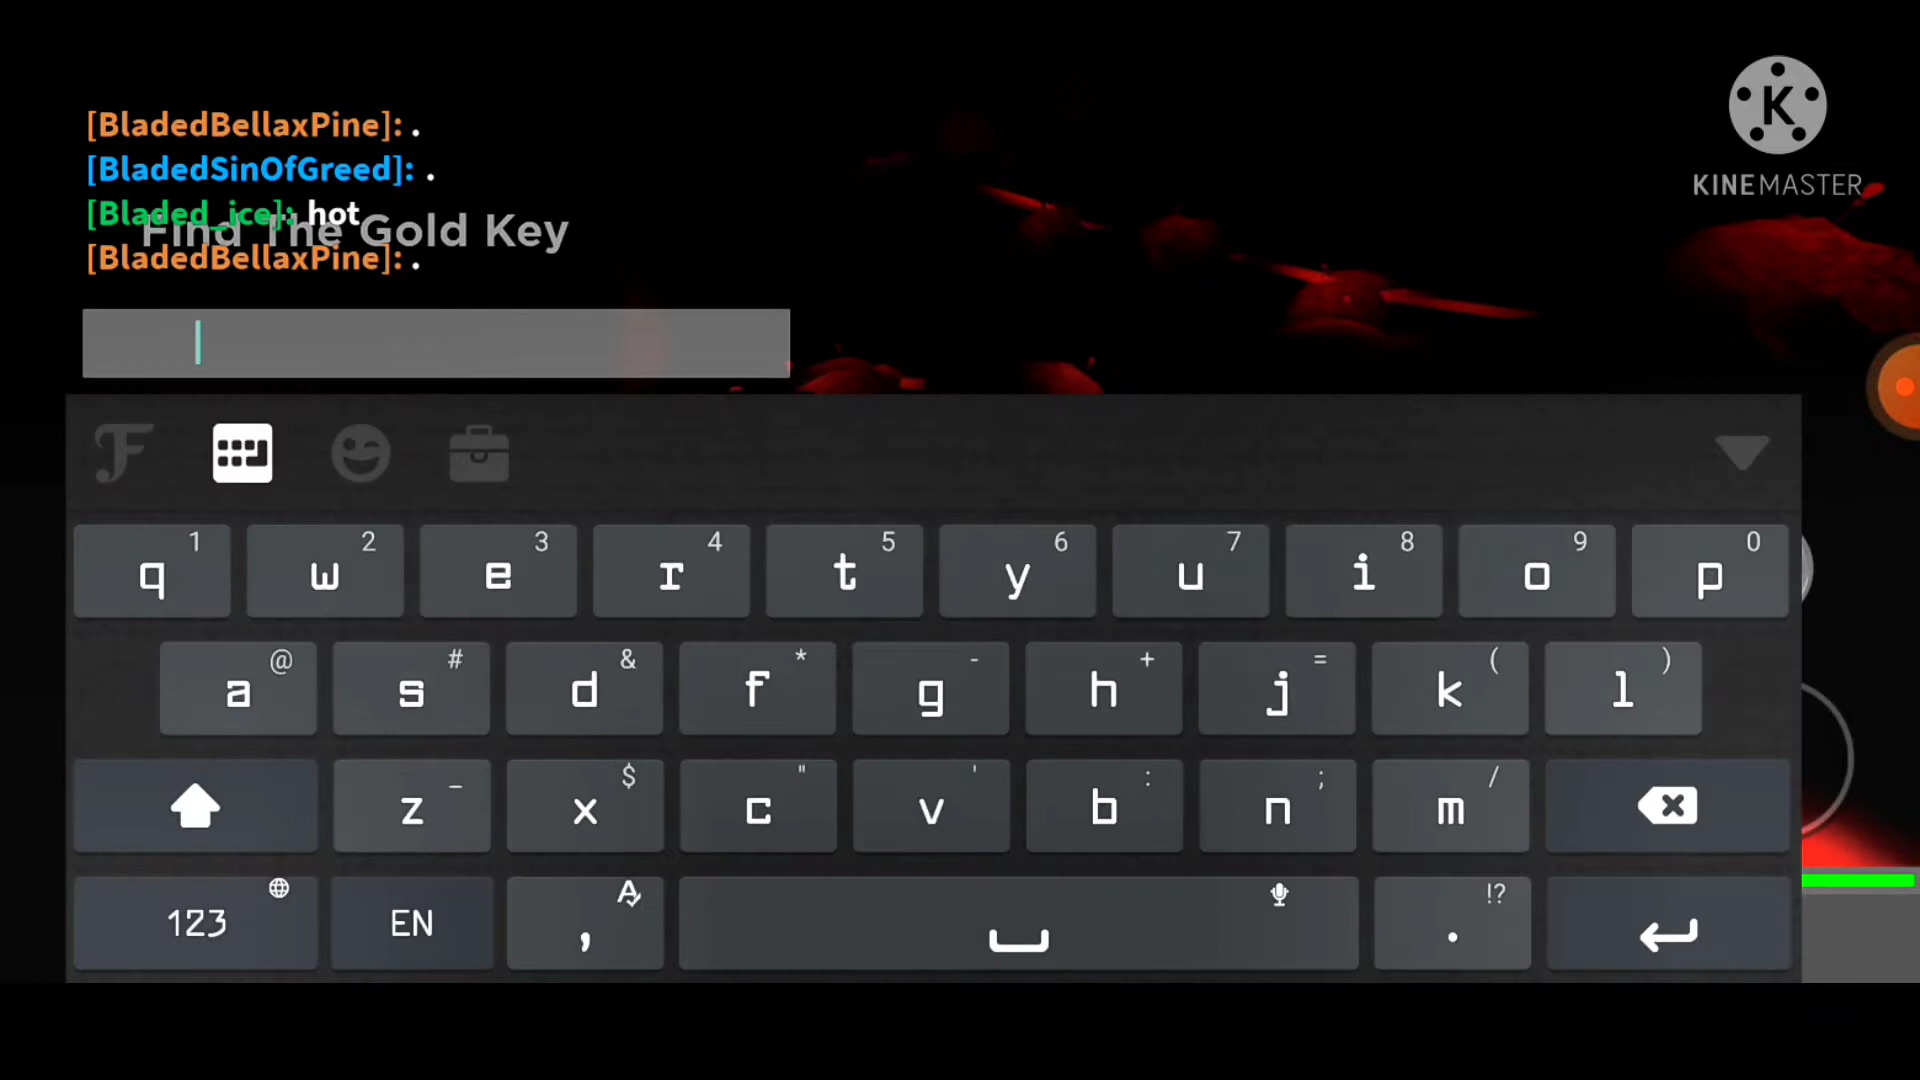 [BladedBellaxPine]: .
[BladedSinOfGreed]: .
[Bladed_ice]: hot
Find The Gold Key
[BladedBellaxPine]: .
K
KINEMASTER
F
1 2 3 4 5 6 7 8 9 0
q w e r t y u i o p
@ # & * - + = ( )
a s d f g h j k l
_ $ " ' : ; /
z x c v b n m
A !?
123 EN , .